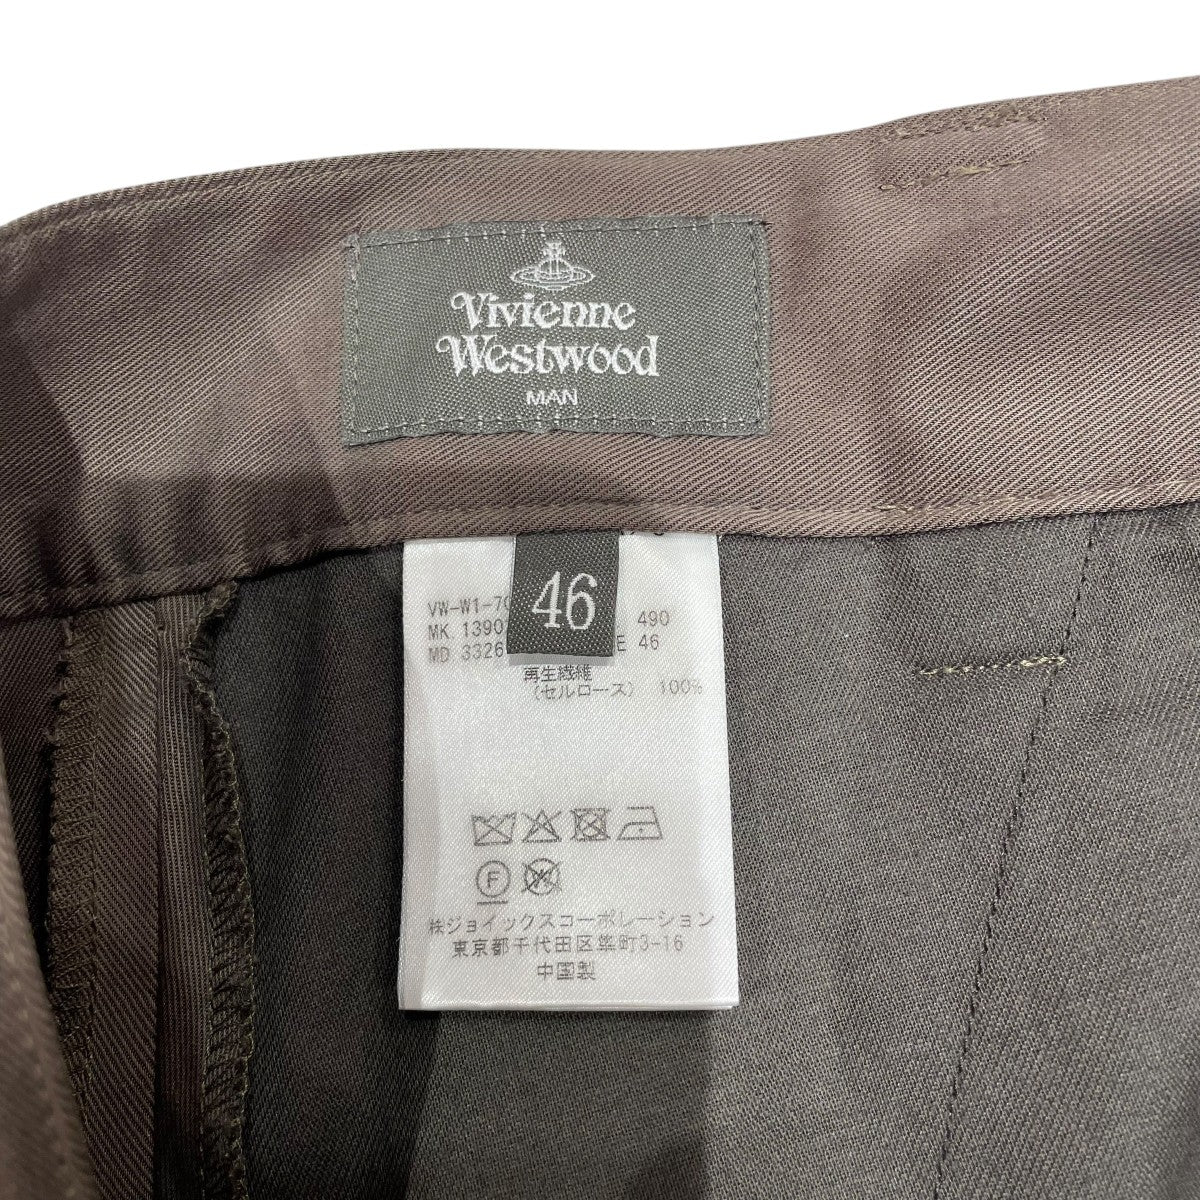 Vivienne
Westwood
MAN
46
VW-W1-70
MK 1390 490
MD 3326 E 46
再生繊維
(セルロース) 100%
F
W
株ジョイックスコーポレーション
東京都千代田区隼町3-16
中国製